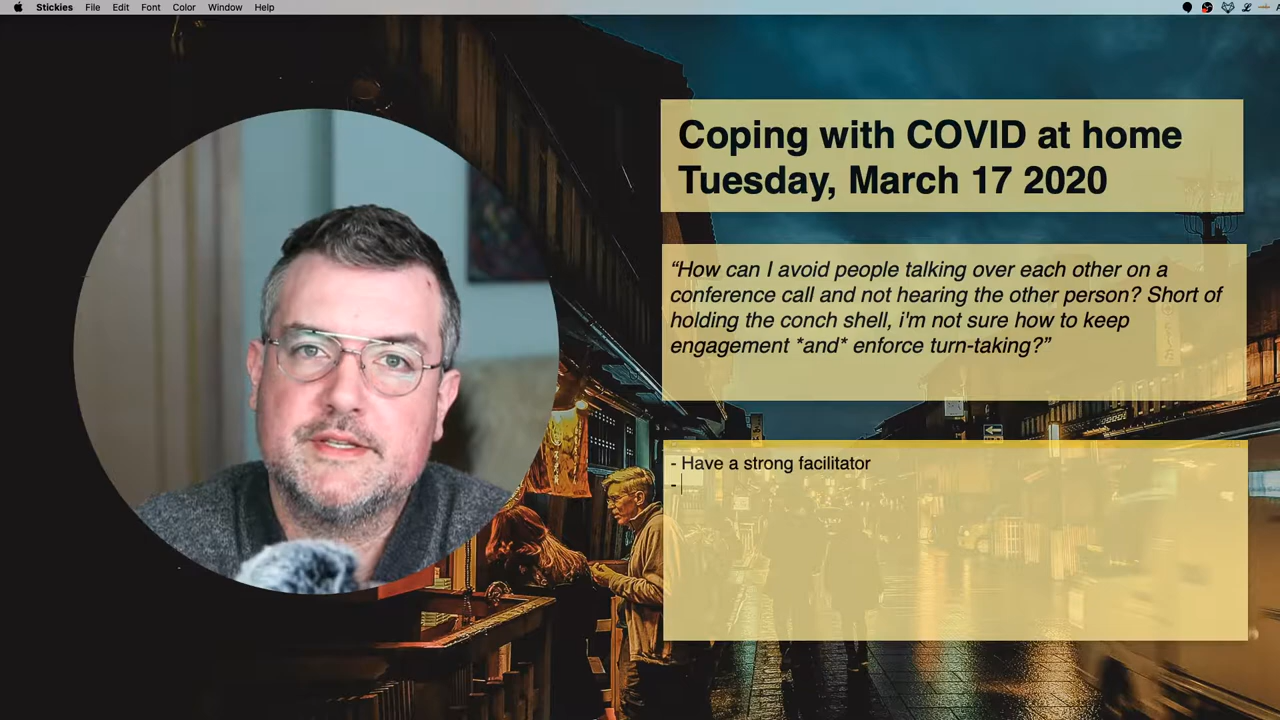 Stickies File Edit Font Color Window Help
Coping with COVID at home
Tuesday, March 17 2020
“How can I avoid people talking over each other on a
conference call and not hearing the other person? Short of
holding the conch shell, i'm not sure how to keep
engagement *and* enforce turn-taking?”
- Have a strong facilitator
-